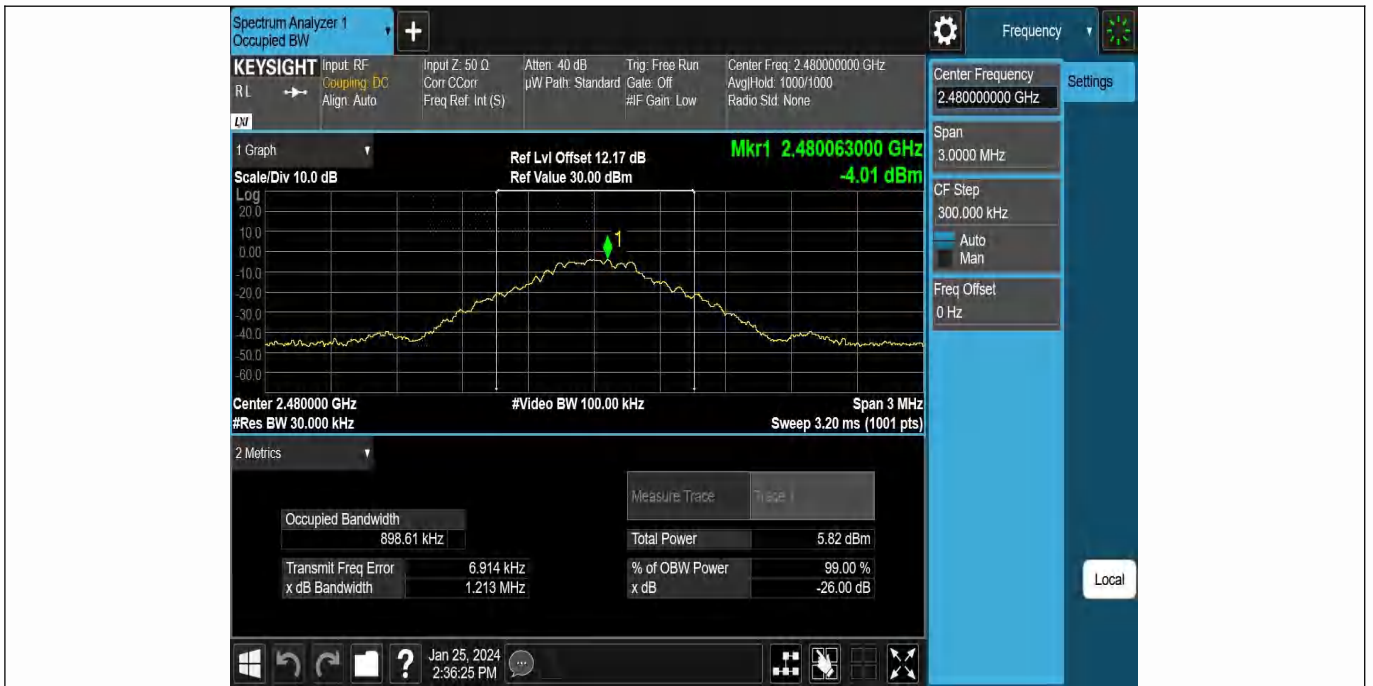 Spectrum Analyzer 1
Occupied BW
Frequency
KEYSIGHT
RL
LXI
Input: RF
Coupling: DC
Align: Auto
Input Z: 50 Ω
Corr CCorr
Freq Ref: Int (S)
Atten: 40 dB
µW Path: Standard
Trig: Free Run
Gate: Off
#IF Gain: Low
Center Freq: 2.480000000 GHz
Avg|Hold: 1000/1000
Radio Std: None
Center Frequency
2.480000000 GHz
Settings
Span
3.0000 MHz
CF Step
300.000 kHz
Auto
Man
Freq Offset
0 Hz
Local
1 Graph
Scale/Div 10.0 dB
Ref Lvl Offset 12.17 dB
Ref Value 30.00 dBm
Mkr1 2.480063000 GHz
-4.01 dBm
Log
20.0
10.0
0.00
-10.0
-20.0
-30.0
-40.0
-50.0
-60.0
1
Center 2.480000 GHz
#Res BW 30.000 kHz
#Video BW 100.00 kHz
Span 3 MHz
Sweep 3.20 ms (1001 pts)
2 Metrics
Measure Trace Trace 1
Occupied Bandwidth
898.61 kHz
Total Power 5.82 dBm
Transmit Freq Error 6.914 kHz
% of OBW Power 99.00 %
x dB Bandwidth 1.213 MHz
x dB -26.00 dB
Jan 25, 2024
2:36:25 PM